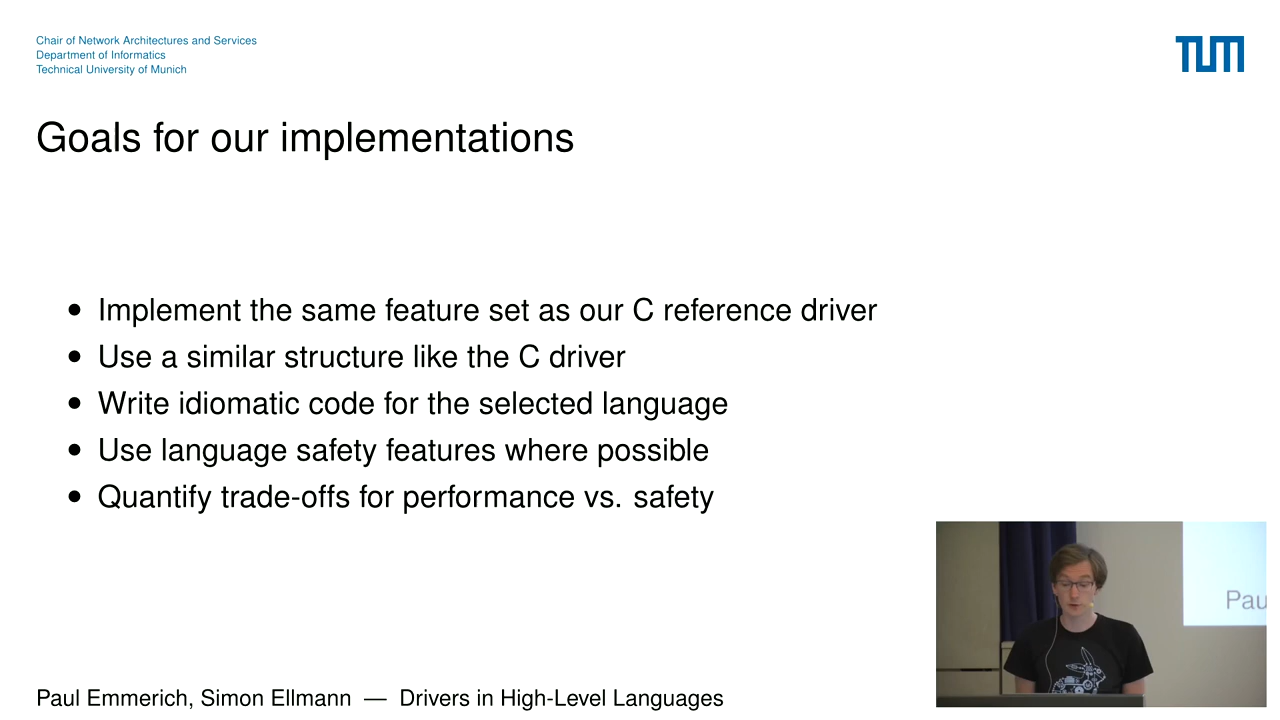 Chair of Network Architectures and Services
Department of Informatics
Technical University of Munich
TUM
Goals for our implementations
• Implement the same feature set as our C reference driver
• Use a similar structure like the C driver
• Write idiomatic code for the selected language
• Use language safety features where possible
• Quantify trade-offs for performance vs. safety
Pau
Paul Emmerich, Simon Ellmann — Drivers in High-Level Languages